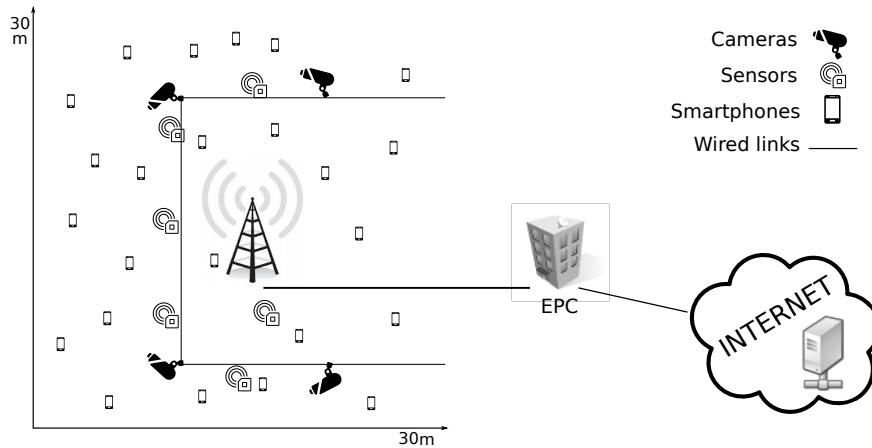 30
m
Cameras
Sensors
Smartphones
Wired links
EPC
INTERNET
30m